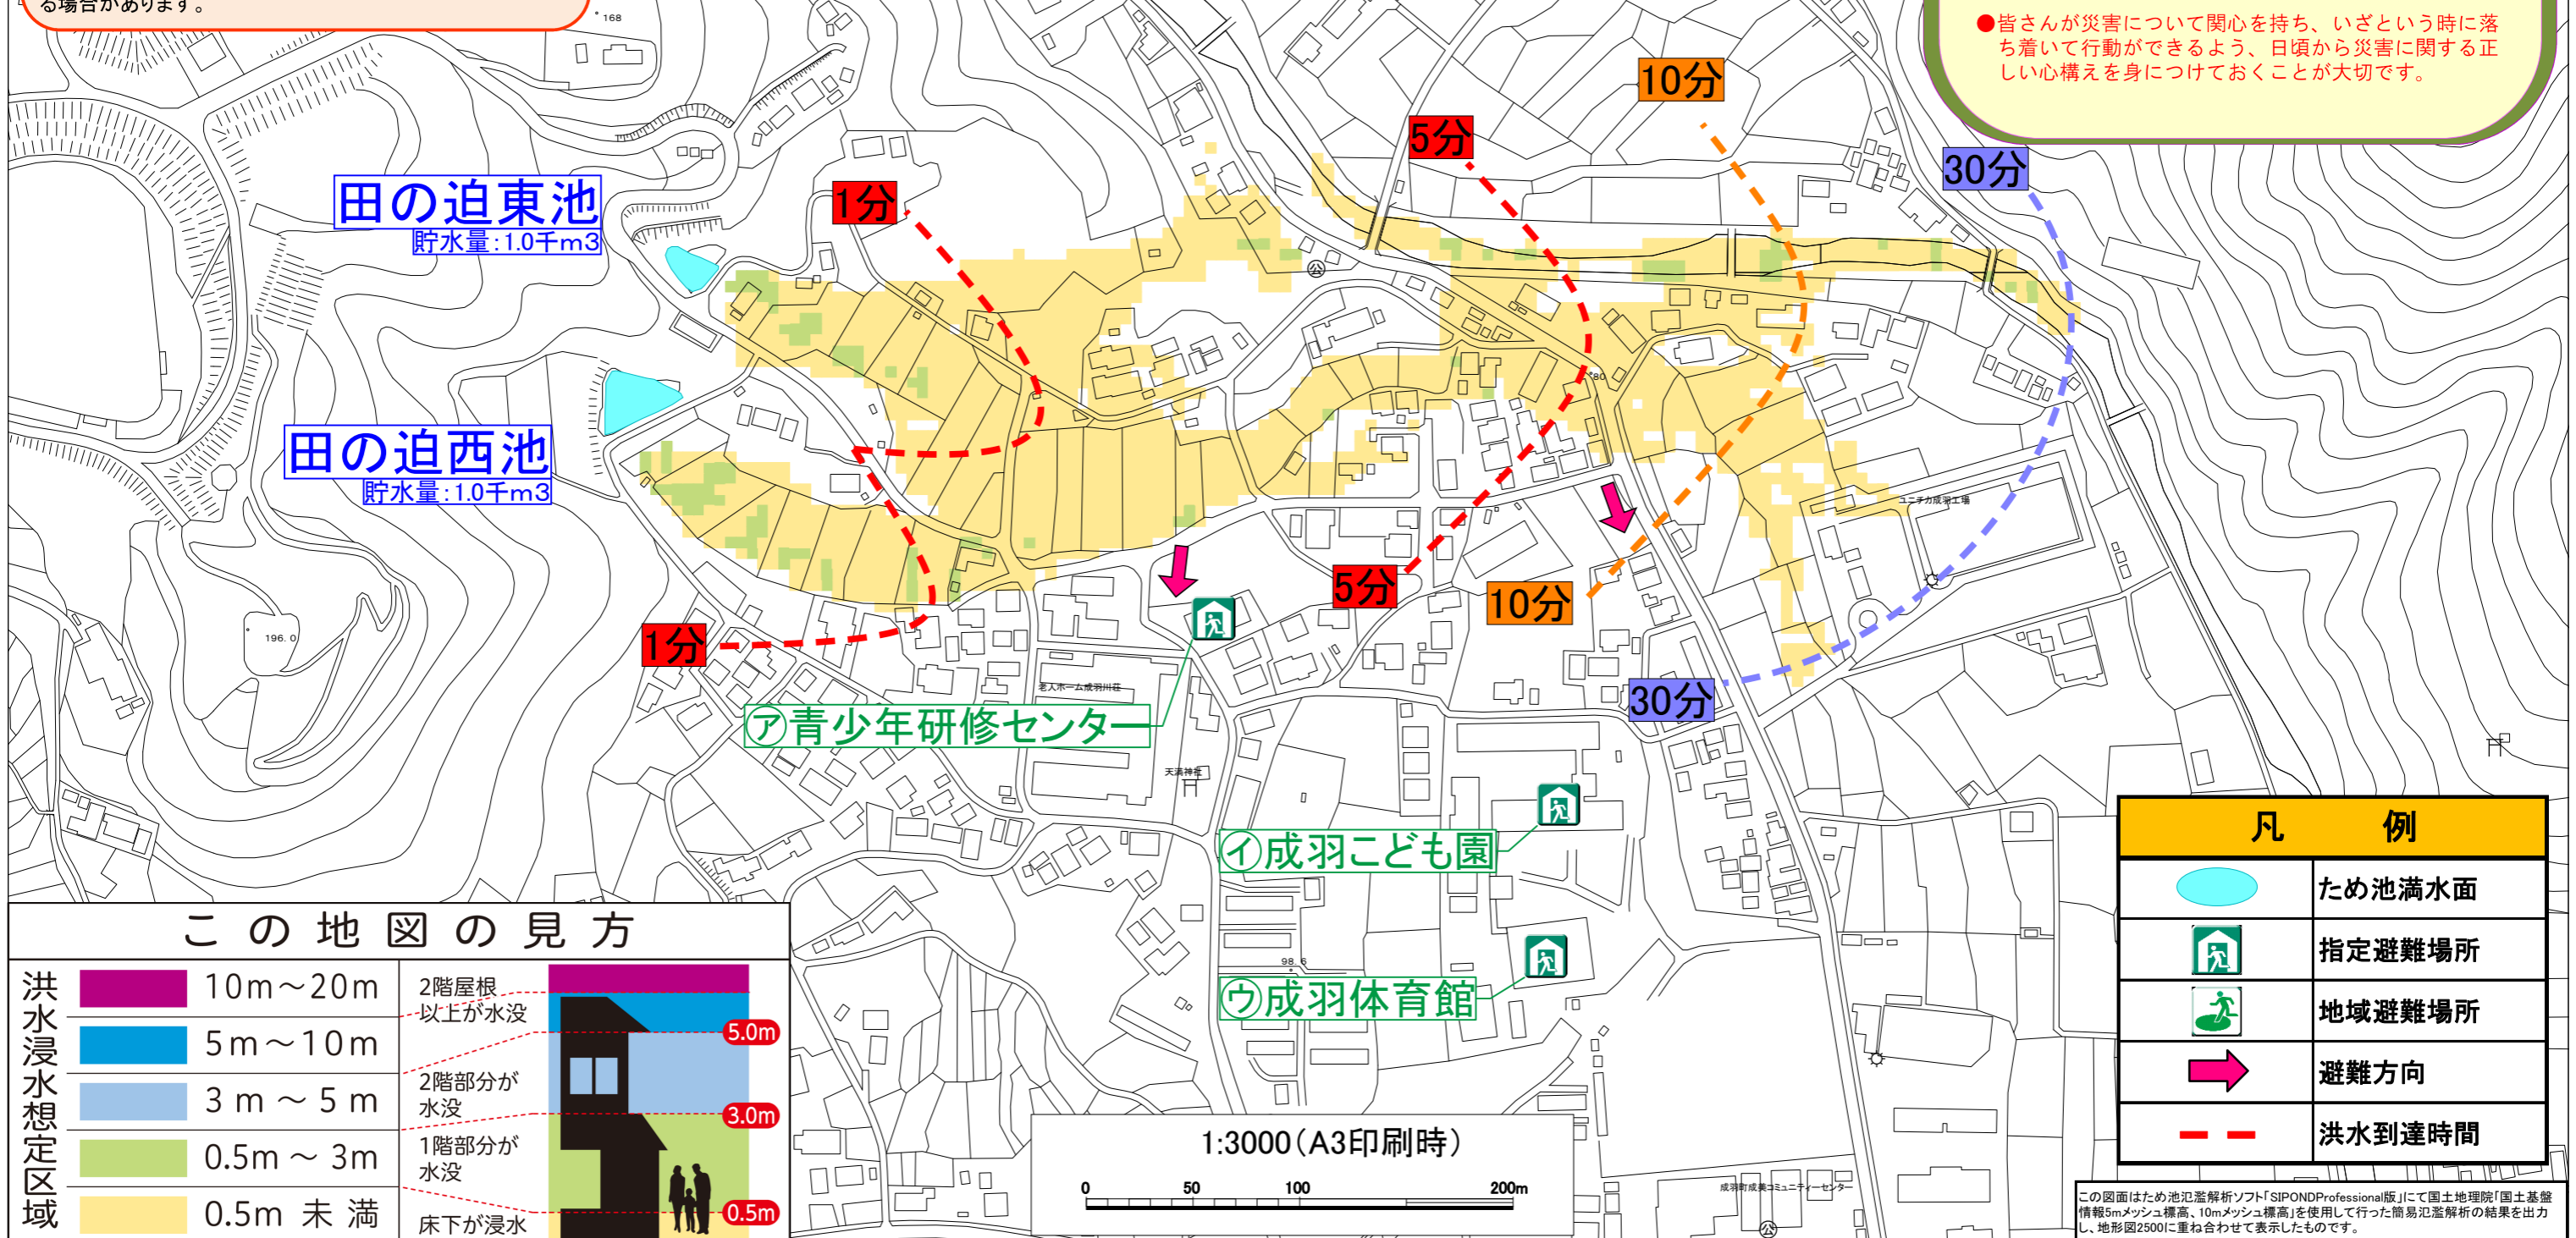 る場合があります。
168
●皆さんが災害について関心を持ち、いざという時に落
ち着いて行動ができるよう、日頃から災害に関する正
しい心構えを身につけておくことが大切です。
10分
5分
30分
田の迫東池
貯水量:1.0千m3
1分
公
80
田の迫西池
貯水量:1.0千m3
ユニチカ成羽工場
5分
10分
1分
196.0
老人ホーム成羽川荘
30分
㋐青少年研修センター
天満神社
㋑成羽こども園
98.6
㋒成羽体育館
凡 例
ため池満水面
指定避難場所
地域避難場所
避難方向
洪水到達時間
この地図の見方
洪水浸水想定区域
10m～20m
5m～10m
3m～5m
0.5m～3m
0.5m 未満
2階屋根
以上が水没
2階部分が
水没
1階部分が
水没
床下が浸水
5.0m
3.0m
0.5m
1:3000(A3印刷時)
0 50 100 200m
成羽町成美コミュニティーセンター
公
この図面はため池氾濫解析ソフト「SIPONDProfessional版」にて国土地理院「国土基盤
情報5mメッシュ標高、10mメッシュ標高」を使用して行った簡易氾濫解析の結果を出力
し、地形図2500に重ね合わせて表示したものです。